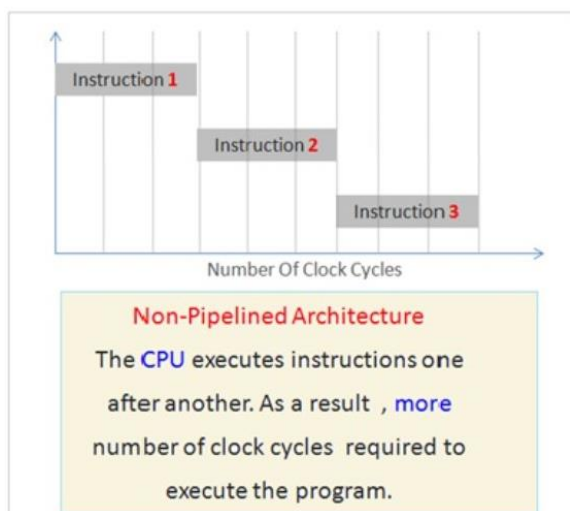 Instruction 1
Instruction 2
Instruction 3
Number Of Clock Cycles
Non-Pipelined Architecture
The CPU executes instructions one
after another. As a result , more
number of clock cycles required to
execute the program.